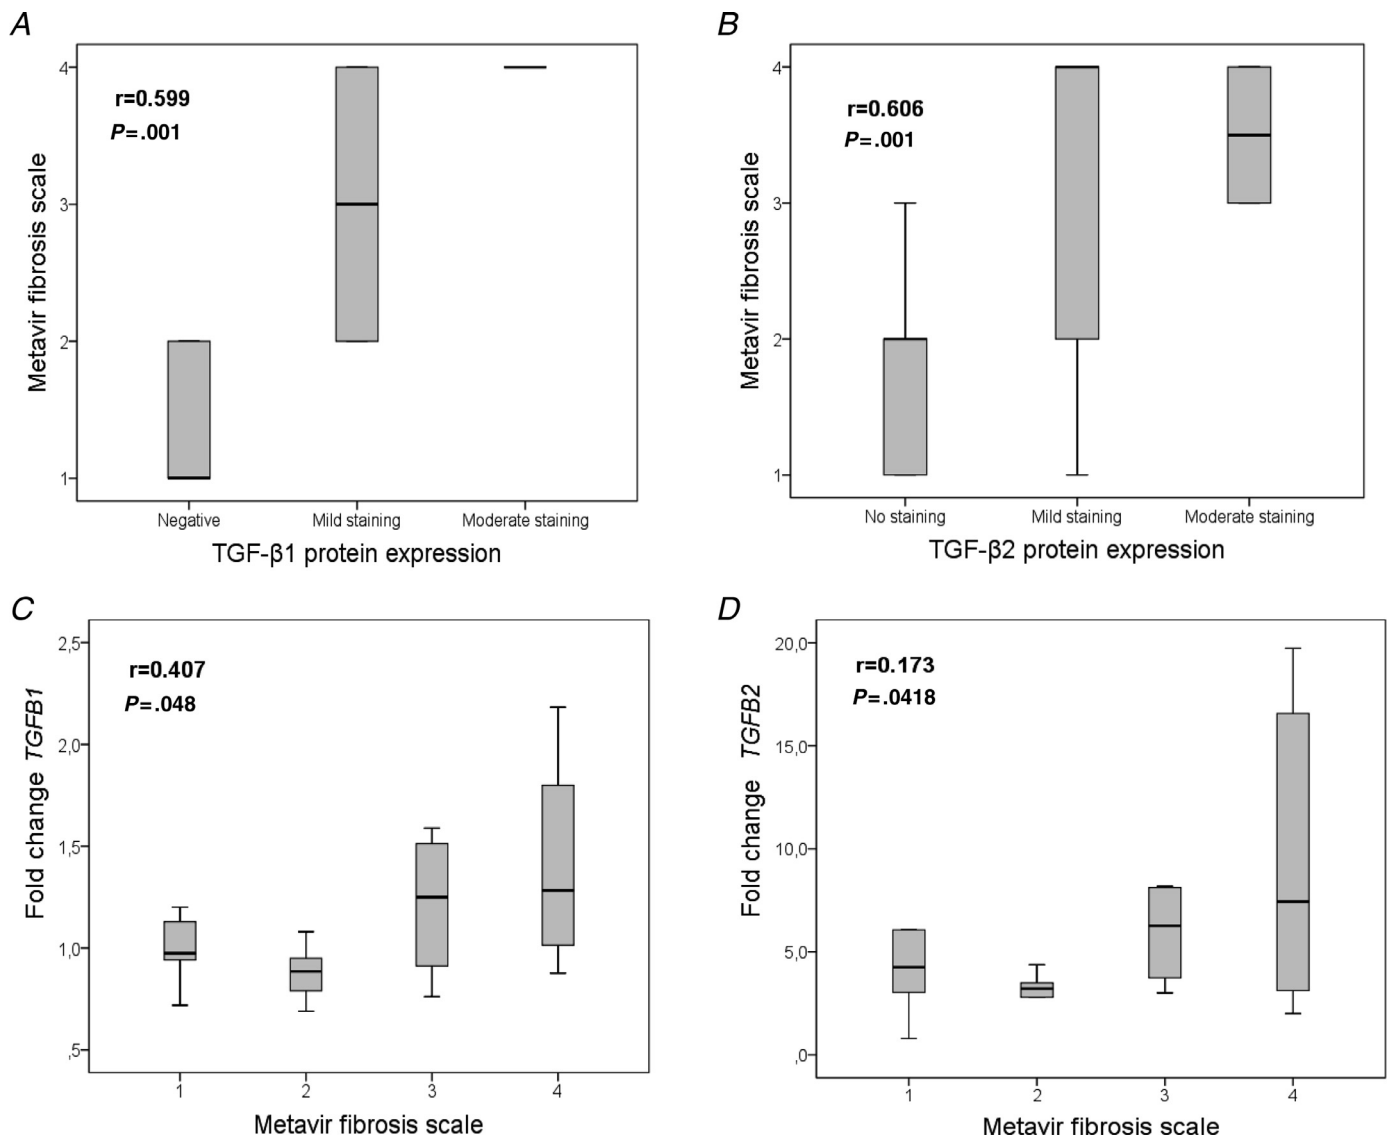 A
Metavir fibrosis scale
4
3
2
1
r=0.599
P=.001
Negative
Mild staining
Moderate staining
TGF-β1 protein expression
B
Metavir fibrosis scale
4
3
2
1
r=0.606
P=.001
No staining
Mild staining
Moderate staining
TGF-β2 protein expression
C
Fold change TGFB1
2,5
2,0
1,5
1,0
,5
r=0.407
P=.048
1
2
3
4
Metavir fibrosis scale
D
Fold change TGFB2
20,0
15,0
10,0
5,0
,0
r=0.173
P=.0418
1
2
3
4
Metavir fibrosis scale